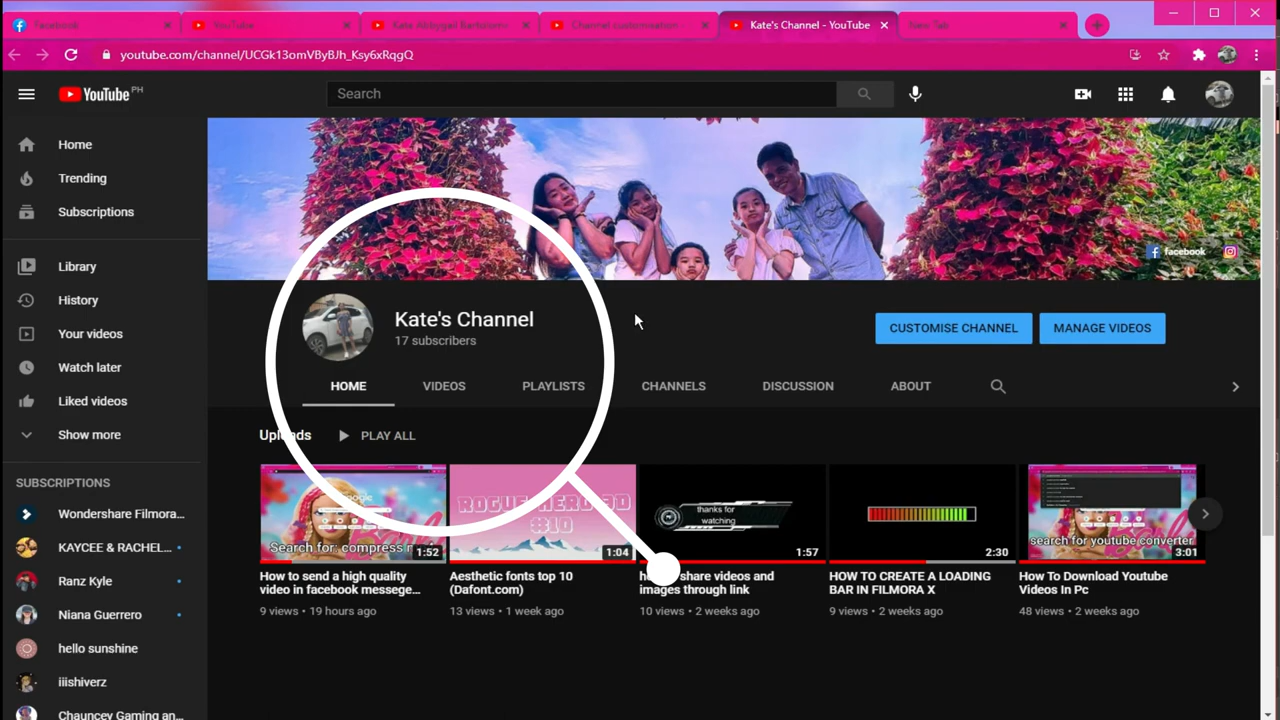 Facebook
YouTube
Kate Abbygail Bartolom
Channel customisation
Kate's Channel - YouTube
New Tab
youtube.com/channel/UCGk13omVByBJh_Ksy6xRqgQ
YouTube PH
Search
Home
Trending
Subscriptions
Library
History
Your videos
Watch later
Liked videos
Show more
SUBSCRIPTIONS
Wondershare Filmora...
KAYCEE & RACHEL...
Ranz Kyle
Niana Guerrero
hello sunshine
iiishiverz
Chauncey Gaming an...
facebook
Kate's Channel
17 subscribers
CUSTOMISE CHANNEL
MANAGE VIDEOS
HOME VIDEOS PLAYLISTS CHANNELS DISCUSSION ABOUT
Uploads PLAY ALL
Search for: compress
1:52
#10
1:04
thanks for
watching
1:57
2:30
search for youtube converter
3:01
How to send a high quality
video in facebook messege...
9 views • 19 hours ago
Aesthetic fonts top 10
(Dafont.com)
13 views • 1 week ago
share videos and
images through link
10 views • 2 weeks ago
HOW TO CREATE A LOADING
BAR IN FILMORA X
9 views • 2 weeks ago
How To Download Youtube
Videos In Pc
48 views • 2 weeks ago